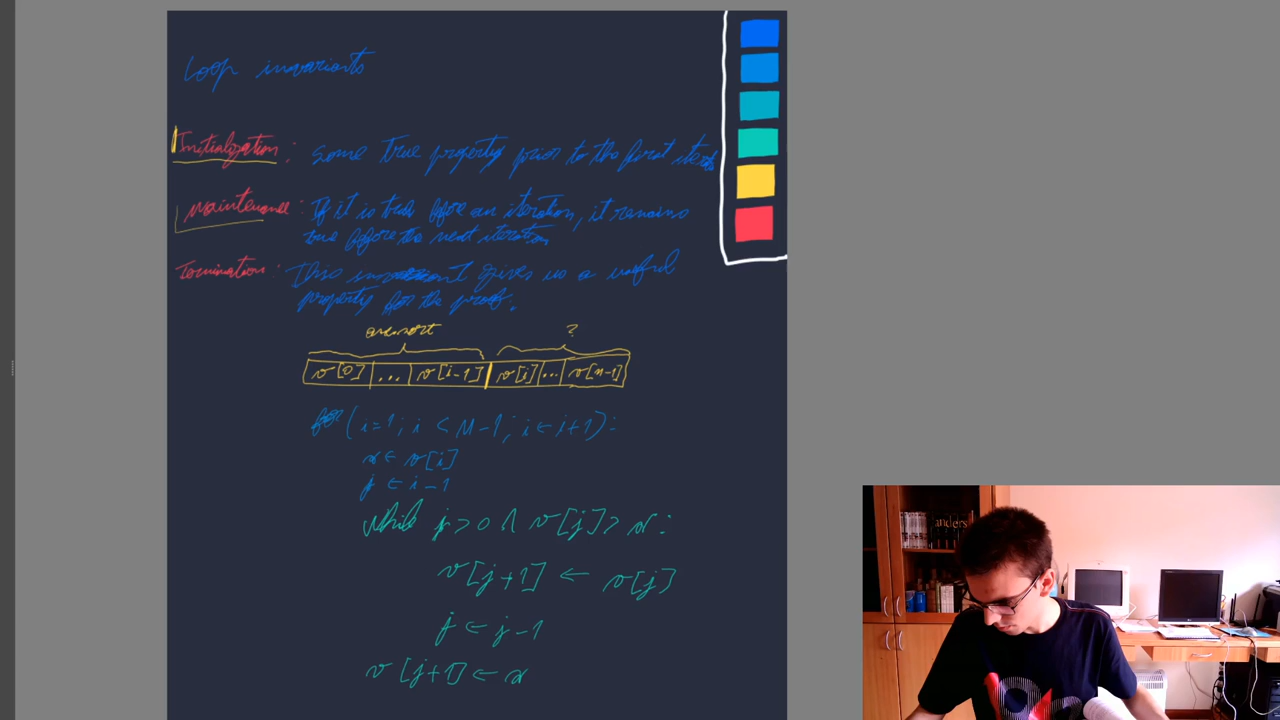 Loop invariants
Initialization: Some true property prior to the first iter
Maintenance: If it is true before an iteration, it remains
true before the next iteration
Termination: This invariant gives us a useful
property for the proof.
?
v[0] ... v[i-1] v[i] ... v[n-1]
for (i=1; i < n-1; i ← i+1):
x ← v[i]
j ← i-1
while j > 0 ∧ v[j] > x:
v[j+1] ← v[j]
j ← j-1
v[j+1] ← x
anders